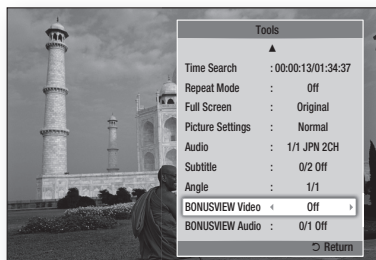 Tools
▲
Time Search : 00:00:13/01:34:37
Repeat Mode : Off
Full Screen : Original
Picture Settings : Normal
Audio : 1/1 JPN 2CH
Subtitle : 0/2 Off
Angle : 1/1
BONUSVIEW Video ◂ Off ▸
BONUSVIEW Audio : 0/1 Off
⮌ Return